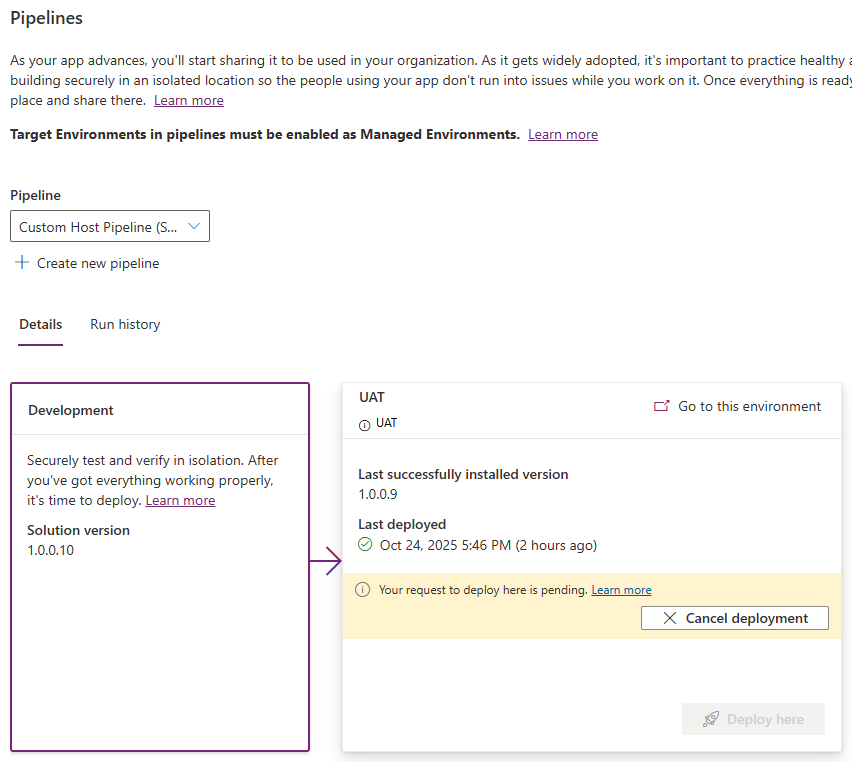 Pipelines
As your app advances, you'll start sharing it to be used in your organization. As it gets widely adopted, it's important to practice healthy
building securely in an isolated location so the people using your app don't run into issues while you work on it. Once everything is ready
place and share there. Learn more
Target Environments in pipelines must be enabled as Managed Environments. Learn more
Pipeline
Custom Host Pipeline (S...
Create new pipeline
Details Run history
Development
Securely test and verify in isolation. After
you've got everything working properly,
it's time to deploy. Learn more
Solution version
1.0.0.10
UAT
UAT
Go to this environment
Last successfully installed version
1.0.0.9
Last deployed
Oct 24, 2025 5:46 PM (2 hours ago)
Your request to deploy here is pending. Learn more
Cancel deployment
Deploy here